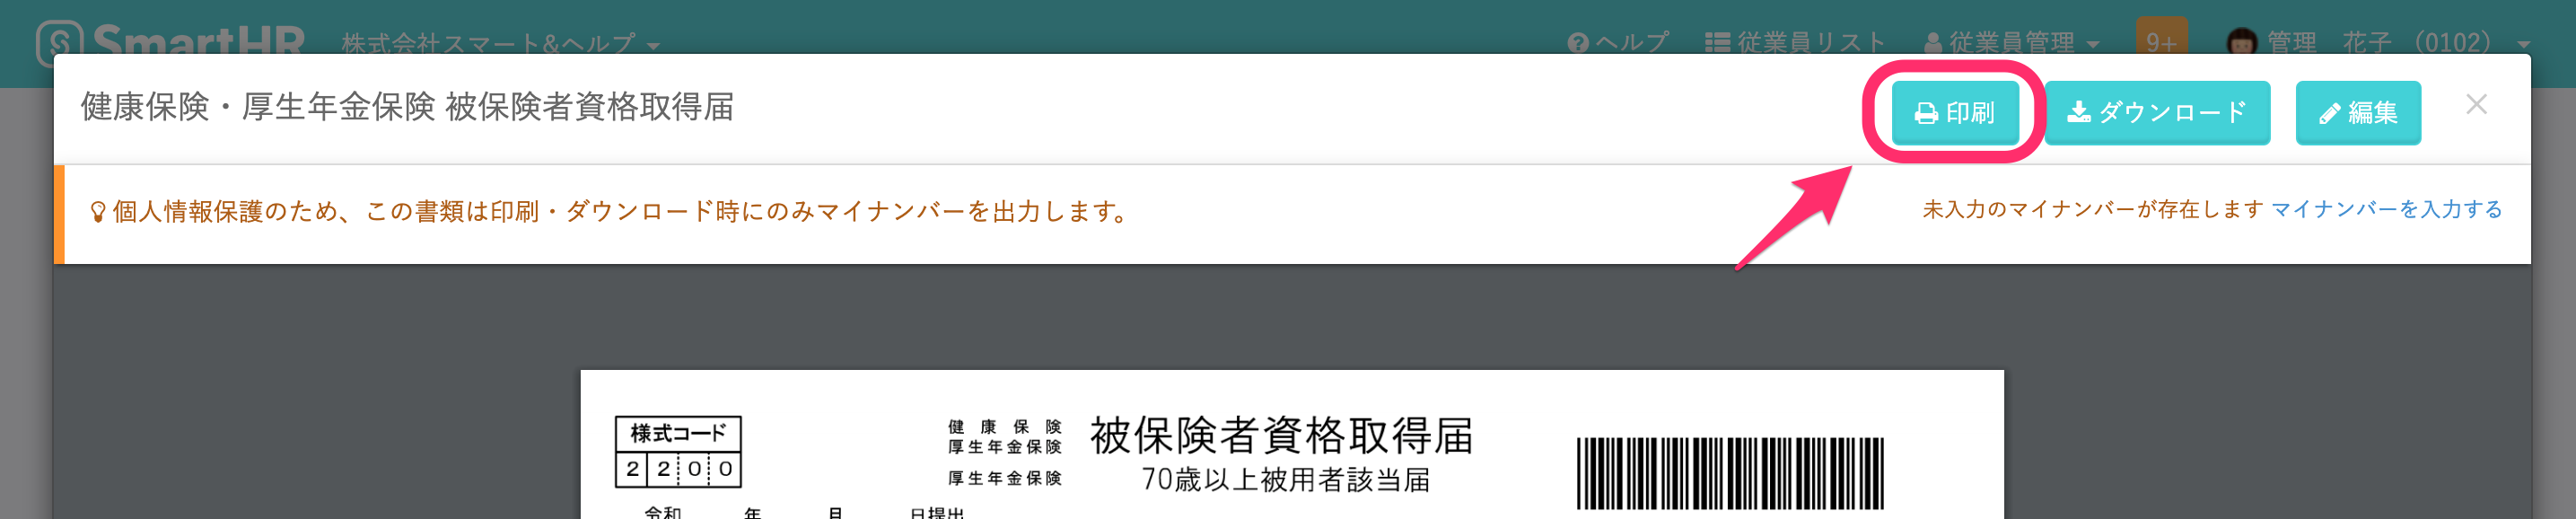 SmartHR 株式会社スマート&ヘルプ ヘルプ 従業員リスト 従業員管理 9+ 管理 花子 (0102)
健康保険・厚生年金保険 被保険者資格取得届 印刷 ダウンロード 編集 ×
個人情報保護のため、この書類は印刷・ダウンロード時にのみマイナンバーを出力します。 未入力のマイナンバーが存在します マイナンバーを入力する
様式コード
2 2 0 0
健 康 保 険
厚生年金保険
被保険者資格取得届
厚生年金保険
70歳以上被用者該当届
令和 年 月 日提出